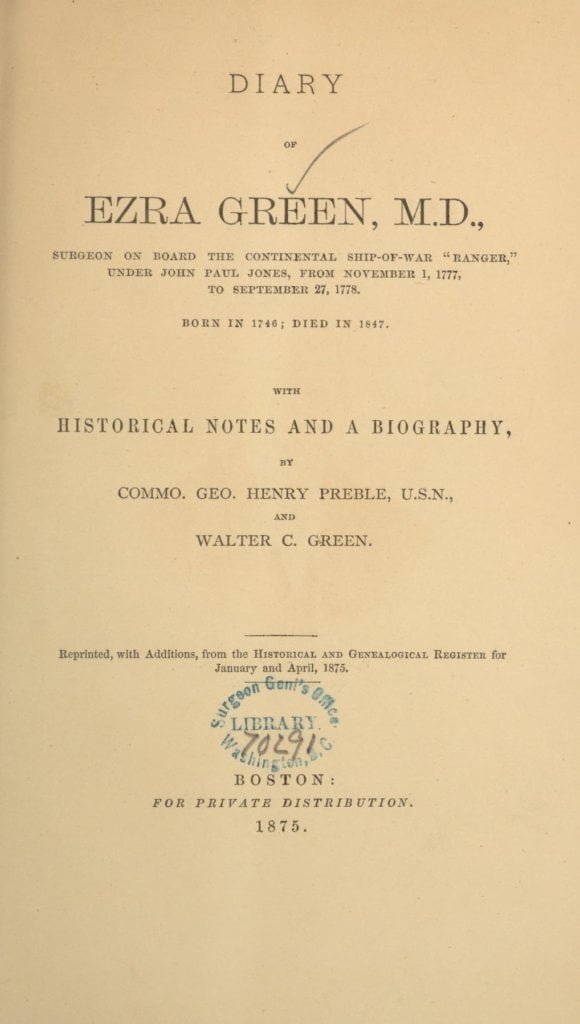 DIARY
OF
EZRA GREEN, M.D.,
SURGEON ON BOARD THE CONTINENTAL SHIP-OF-WAR "RANGER,"
UNDER JOHN PAUL JONES, FROM NOVEMBER 1, 1777,
TO SEPTEMBER 27, 1778.
BORN IN 1746; DIED IN 1847.
WITH
HISTORICAL NOTES AND A BIOGRAPHY,
BY
COMMO. GEO. HENRY PREBLE, U.S.N.,
AND
WALTER C. GREEN.
Reprinted, with Additions, from the HISTORICAL AND GENEALOGICAL REGISTER for
January and April, 1875.
Surgeon Genl's Office
LIBRARY.
70291
Washington, D.C.
BOSTON:
FOR PRIVATE DISTRIBUTION.
1875.